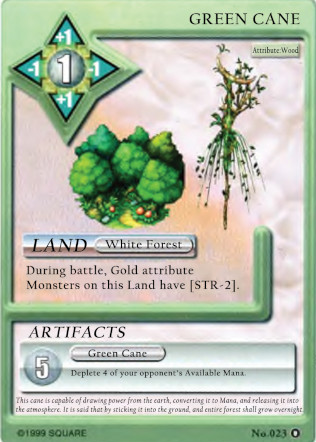 GREEN CANE
Attribute:Wood
+1
-1 1 -1
+1
LAND White Forest
During battle, Gold attribute
Monsters on this Land have [STR-2].
ARTIFACTS
5
Green Cane
Deplete 4 of your opponent's Available Mana.
This cane is capable of drawing power from the earth, converting it to Mana, and releasing it into
the atmosphere. It is said that by sticking it into the ground, and entire forest shall grow overnight.
©1999 SQUARE
No.023